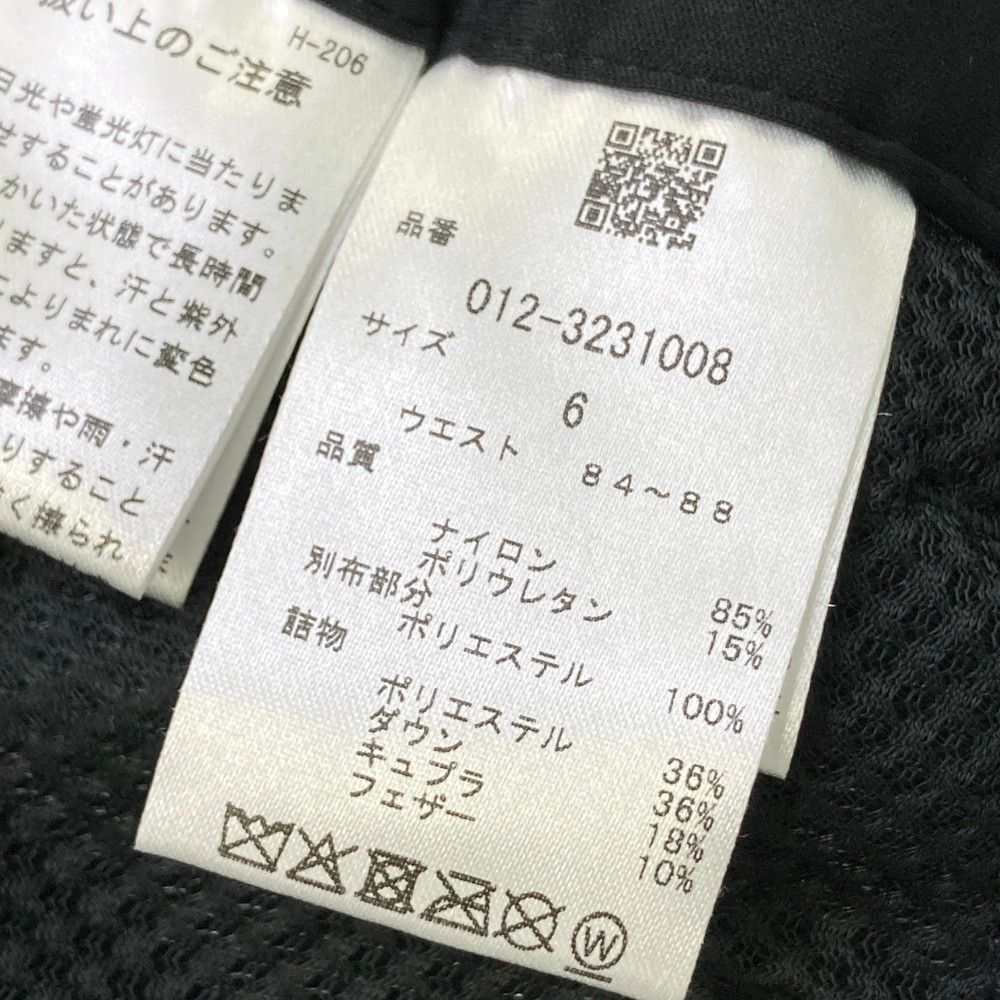 扱い上のご注意
H-206
日光や蛍光灯に当たりま
せすることがあります。
かいた状態で長時間
りますと、汗と紫外
によりまれに変色
ます。
摩擦や雨・汗
りすること
く擦られ
品番
012-3231008
サイズ
6
ウエスト 84～88
品質
ナイロン 85%
ポリウレタン 15%
別布部分
ポリエステル 100%
詰物
ポリエステル 36%
ダウン 36%
キュプラ 18%
フェザー 10%
W